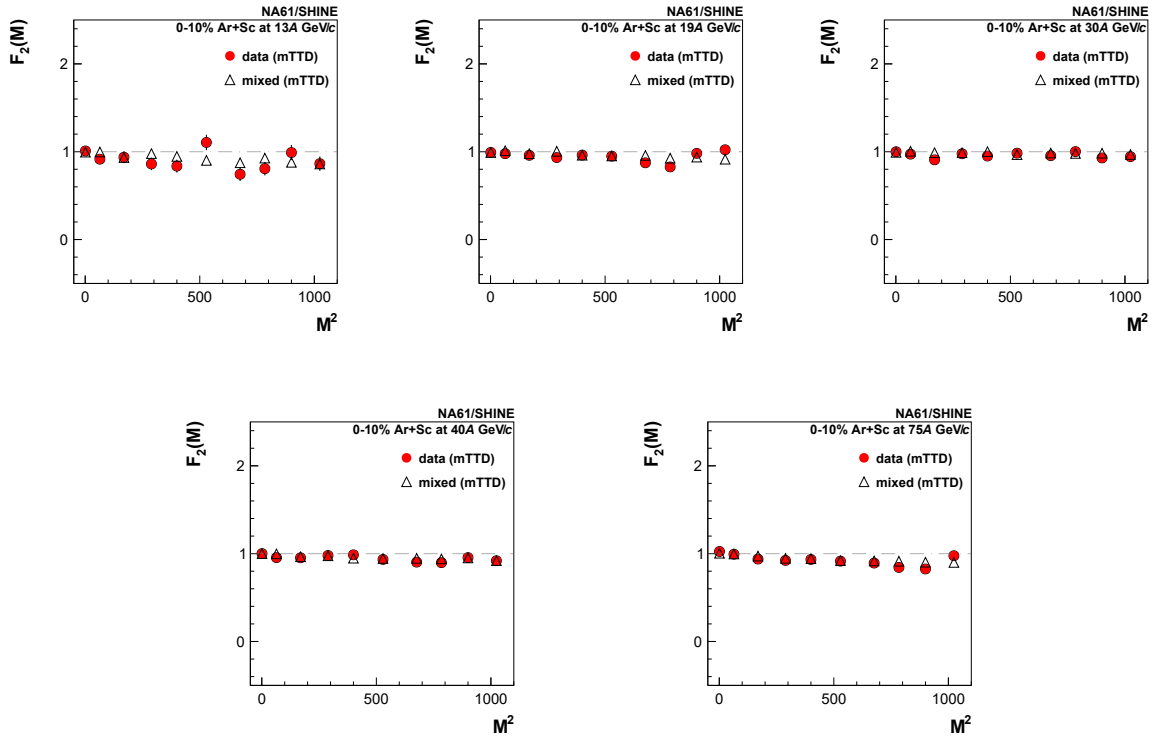 NA61/SHINE
0-10% Ar+Sc at 13A GeV/c
F2(M)
data (mTTD)
mixed (mTTD)
2
1
0
0 500 1000
M2
NA61/SHINE
0-10% Ar+Sc at 19A GeV/c
F2(M)
data (mTTD)
mixed (mTTD)
2
1
0
0 500 1000
M2
NA61/SHINE
0-10% Ar+Sc at 30A GeV/c
F2(M)
data (mTTD)
mixed (mTTD)
2
1
0
0 500 1000
M2
NA61/SHINE
0-10% Ar+Sc at 40A GeV/c
F2(M)
data (mTTD)
mixed (mTTD)
2
1
0
0 500 1000
M2
NA61/SHINE
0-10% Ar+Sc at 75A GeV/c
F2(M)
data (mTTD)
mixed (mTTD)
2
1
0
0 500 1000
M2